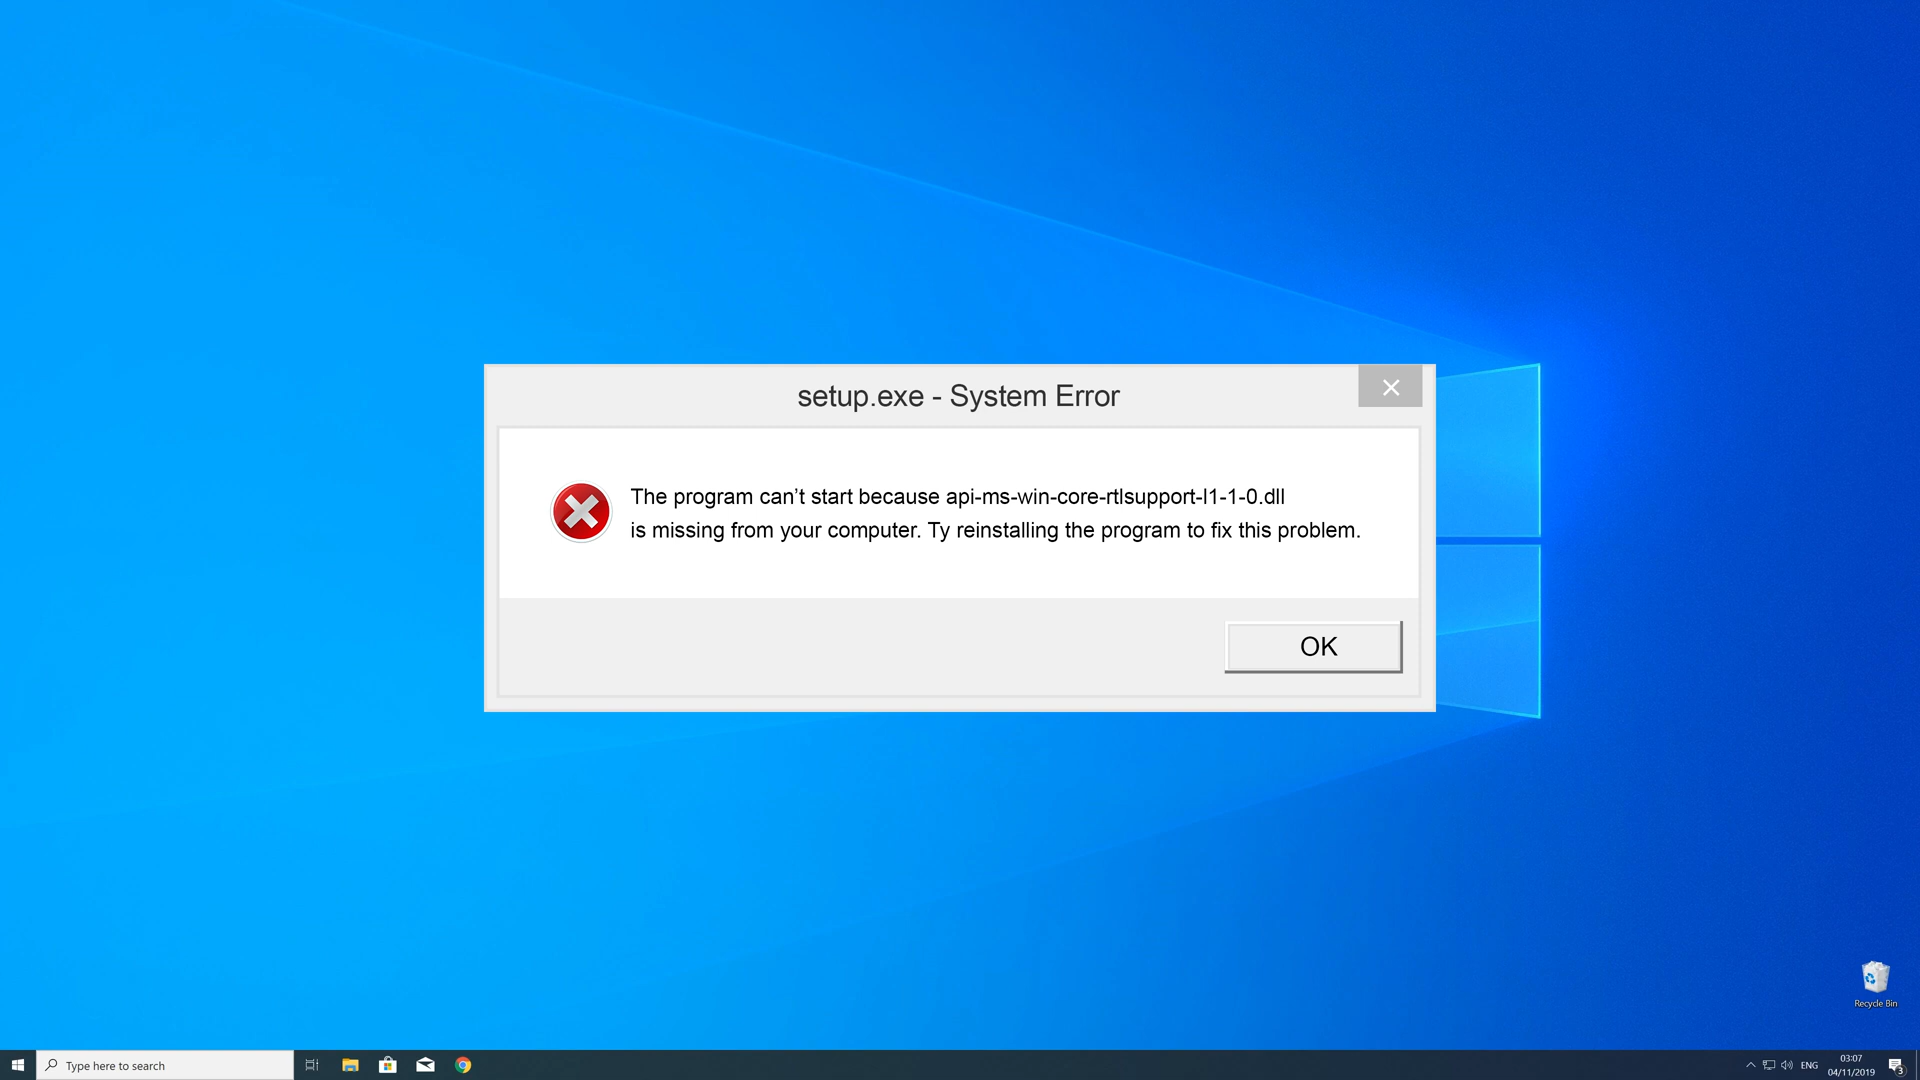 setup.exe - System Error
The program can’t start because api-ms-win-core-rtlsupport-l1-1-0.dll
is missing from your computer. Ty reinstalling the program to fix this problem.
OK
Recycle Bin
Type here to search
ENG
03:07
04/11/2019
3